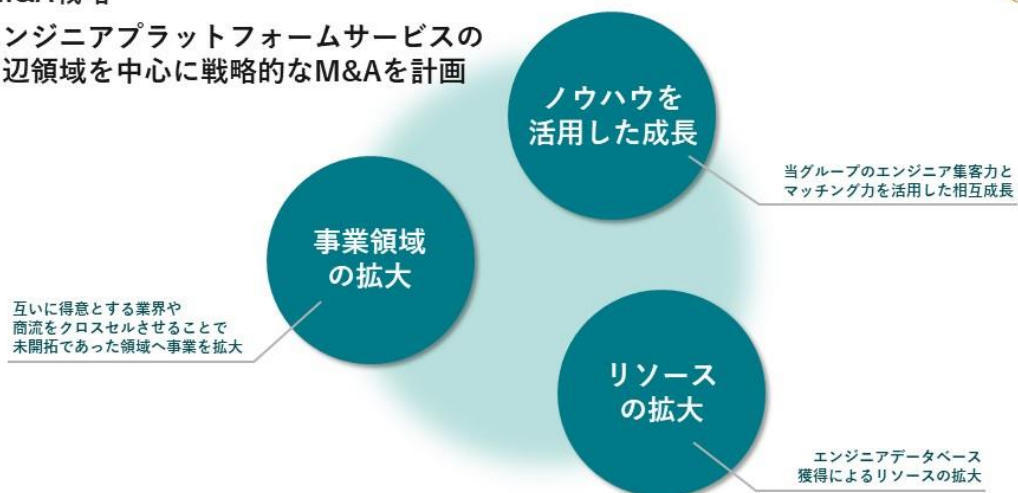 ンジニアプラットフォームサービスの
辺領域を中心に戦略的なM&Aを計画
ノウハウを
活用した成長
当グループのエンジニア集客力と
マッチング力を活用した相互成長
事業領域
の拡大
互いに得意とする業界や
商流をクロスセルさせることで
未開拓であった領域へ事業を拡大
リソース
の拡大
エンジニアデータベース
獲得によるリソースの拡大